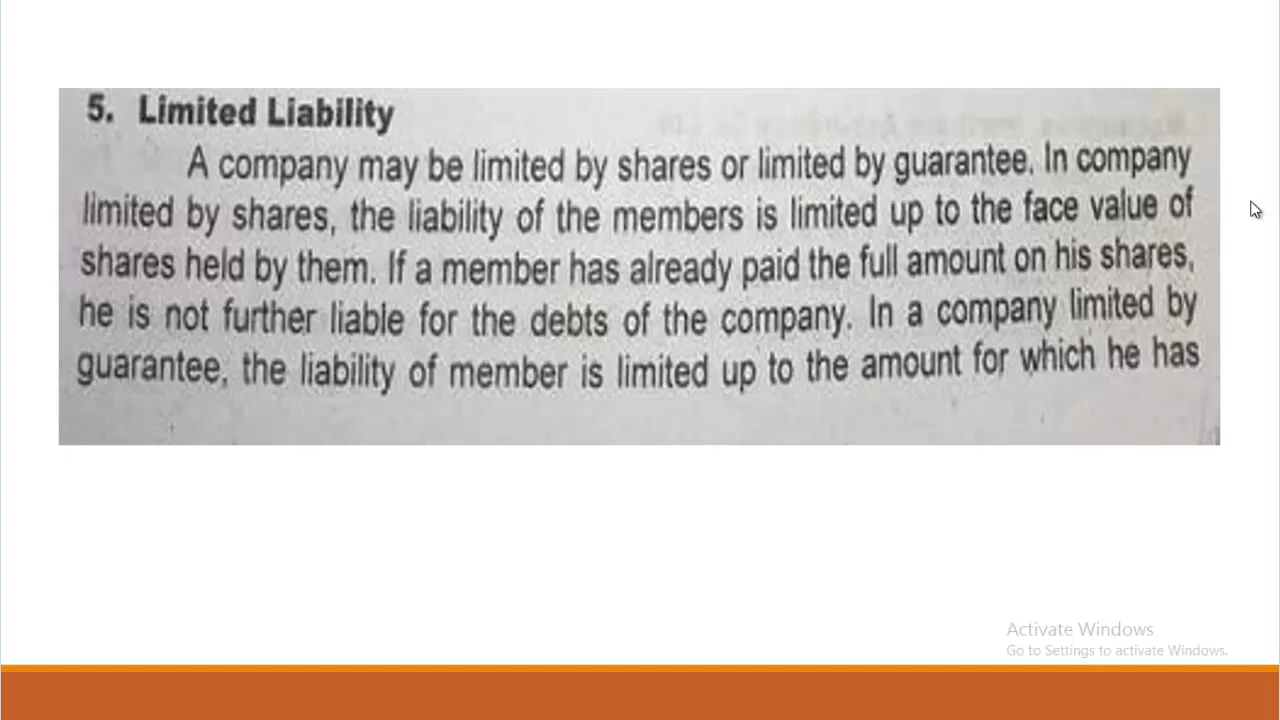 5. Limited Liability
A company may be limited by shares or limited by guarantee. In company
limited by shares, the liability of the members is limited up to the face value of
shares held by them. If a member has already paid the full amount on his shares,
he is not further liable for the debts of the company. In a company limited by
guarantee, the liability of member is limited up to the amount for which he has
Activate Windows
Go to Settings to activate Windows.